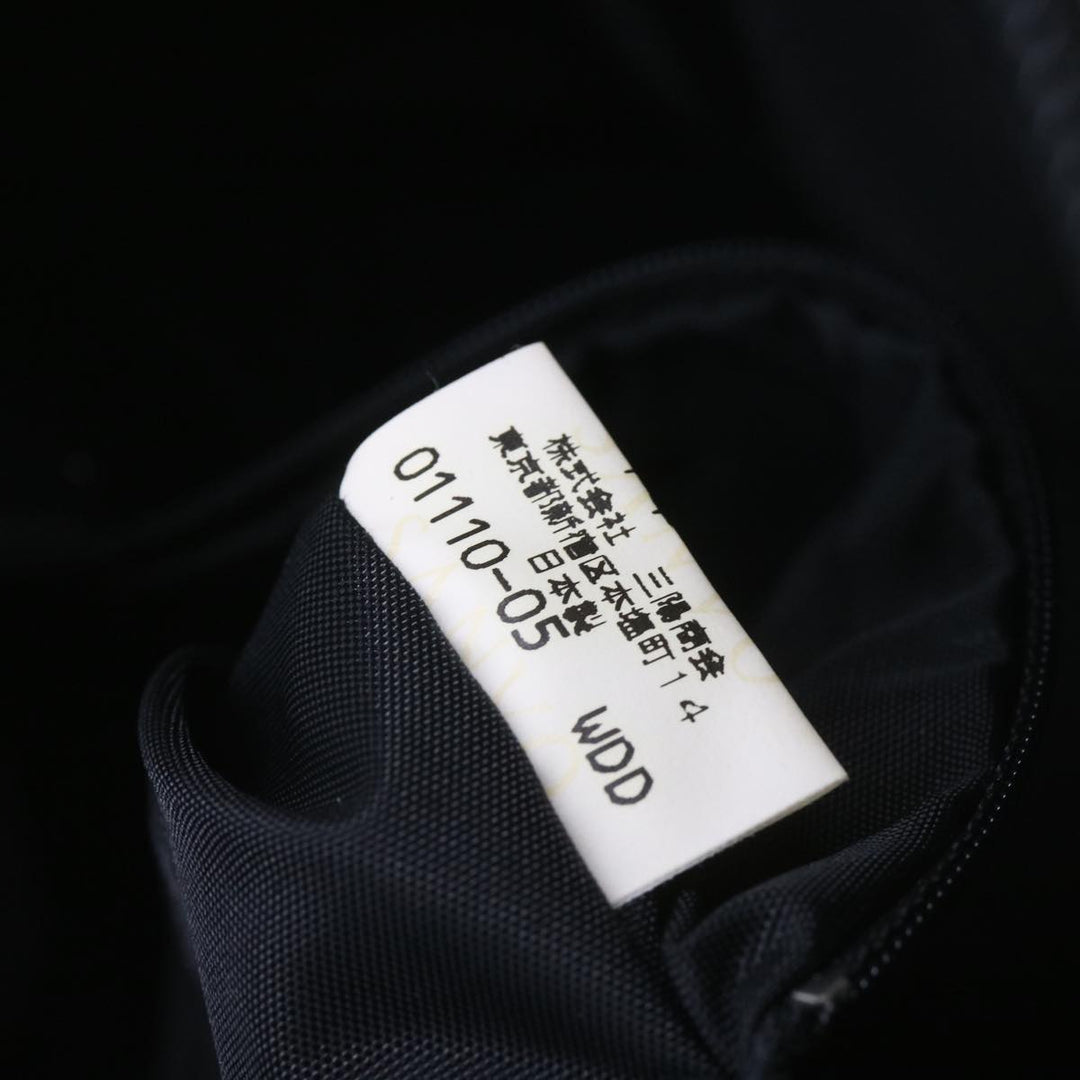 株式会社 三陽商会
東京都新宿区本塩町14
日本製
01110-05 WDD